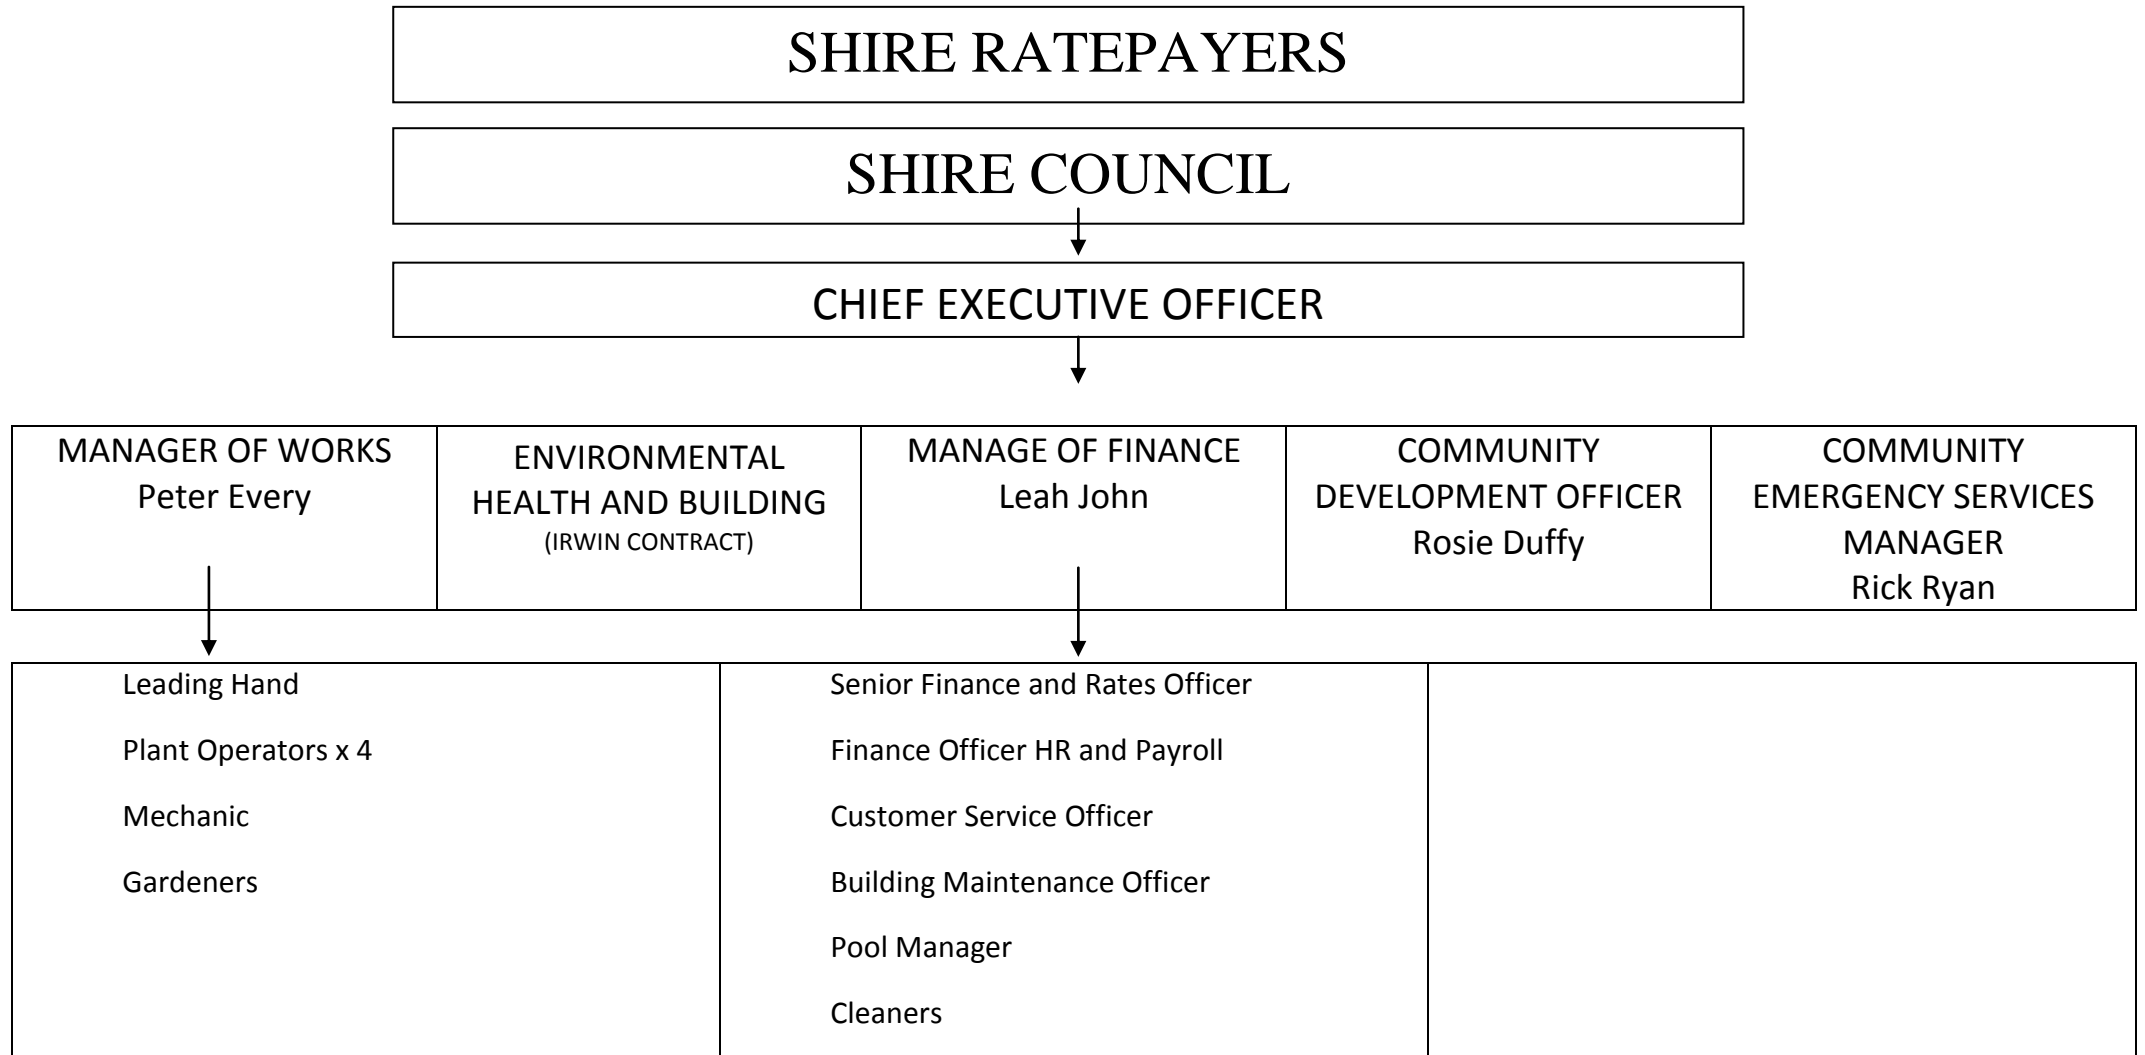 SHIRE RATEPAYERS
SHIRE COUNCIL
CHIEF EXECUTIVE OFFICER
MANAGER OF WORKS
Peter Every
ENVIRONMENTAL
HEALTH AND BUILDING
(IRWIN CONTRACT)
MANAGE OF FINANCE
Leah John
COMMUNITY
DEVELOPMENT OFFICER
Rosie Duffy
COMMUNITY
EMERGENCY SERVICES
MANAGER
Rick Ryan
Leading Hand
Plant Operators x 4
Mechanic
Gardeners
Senior Finance and Rates Officer
Finance Officer HR and Payroll
Customer Service Officer
Building Maintenance Officer
Pool Manager
Cleaners